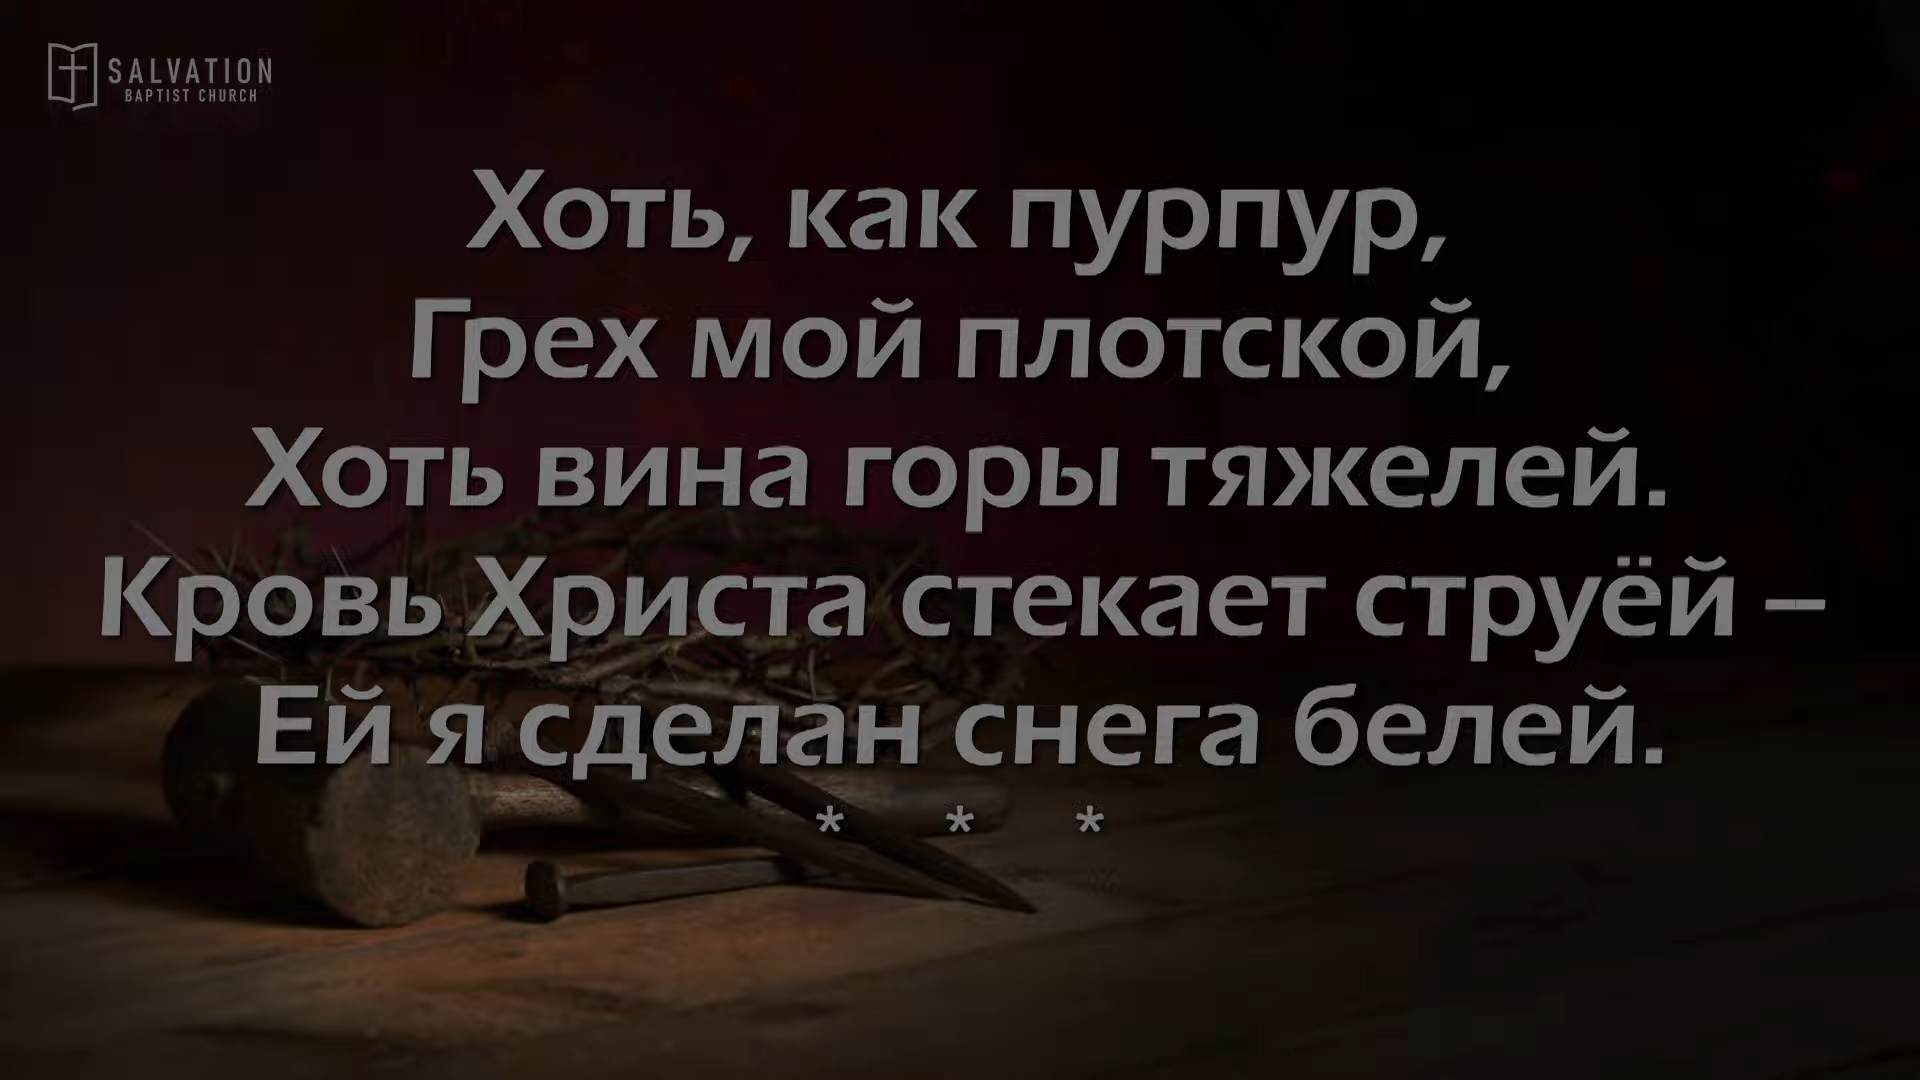 SALVATION
BAPTIST CHURCH
Хоть, как пурпур,
Грех мой плотской,
Хоть вина горы тяжелей.
Кровь Христа стекает струёй –
Ей я сделан снега белей.
* * *